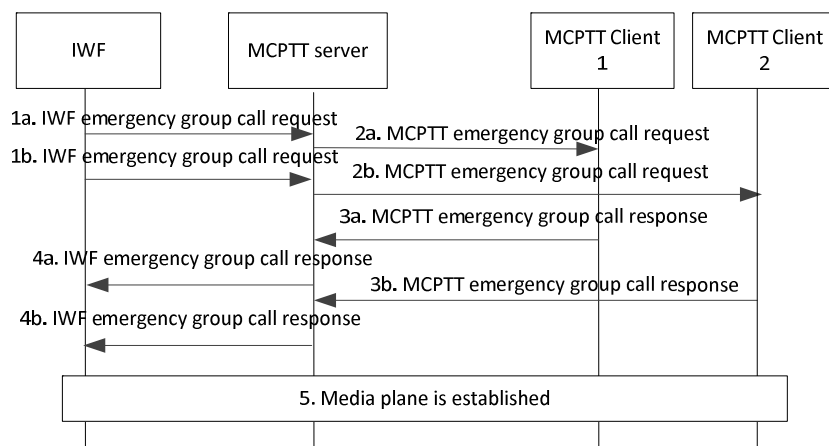 IWF
MCPTT server
MCPTT Client
1
MCPTT Client
2
1a. IWF emergency group call request
2a. MCPTT emergency group call request
1b. IWF emergency group call request
2b. MCPTT emergency group call request
3a. MCPTT emergency group call response
4a. IWF emergency group call response
3b. MCPTT emergency group call response
4b. IWF emergency group call response
5. Media plane is established